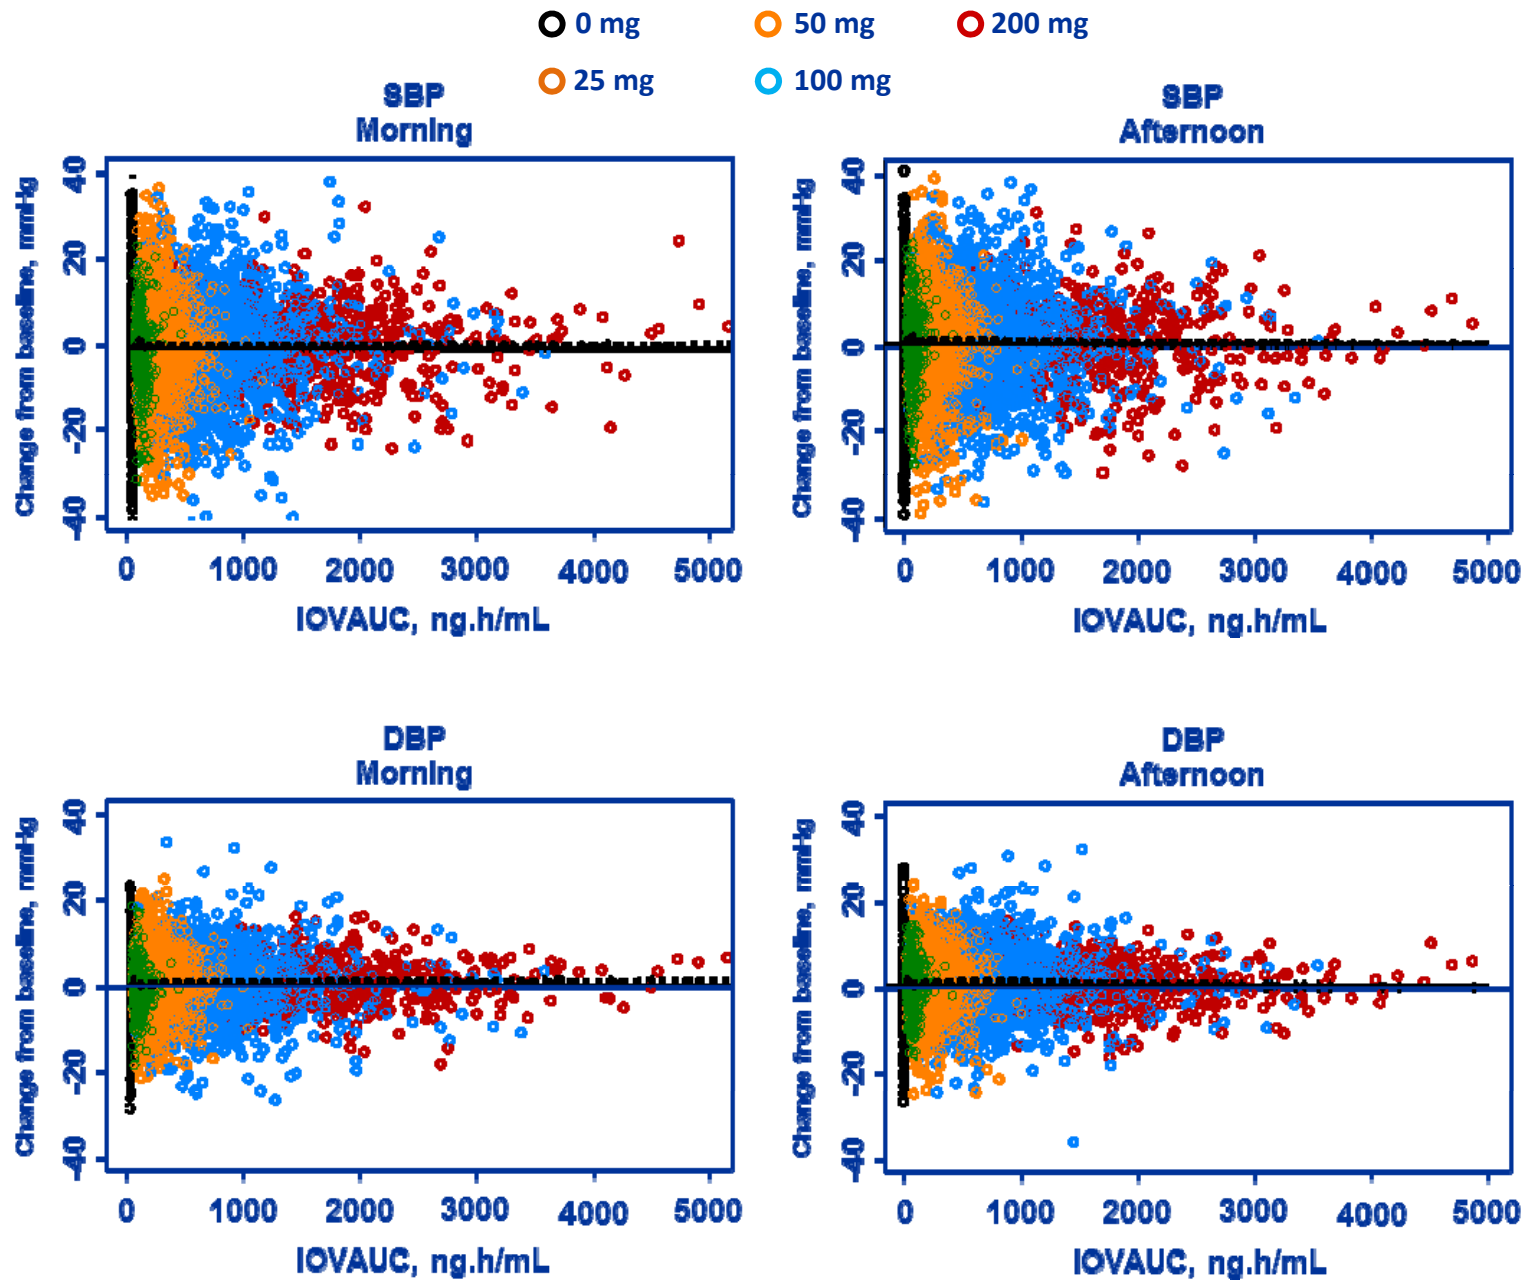 0 mg
50 mg
200 mg
25 mg
100 mg
SBP
Morning
Change from baseline, mmHg
40
20
0
-20
-40
0
1000
2000
3000
4000
5000
IOVAUC, ng.h/mL
SBP
Afternoon
Change from baseline, mmHg
40
20
0
-20
-40
0
1000
2000
3000
4000
5000
IOVAUC, ng.h/mL
DBP
Morning
Change from baseline, mmHg
40
20
0
-20
-40
0
1000
2000
3000
4000
5000
IOVAUC, ng.h/mL
DBP
Afternoon
Change from baseline, mmHg
40
20
0
-20
-40
0
1000
2000
3000
4000
5000
IOVAUC, ng.h/mL